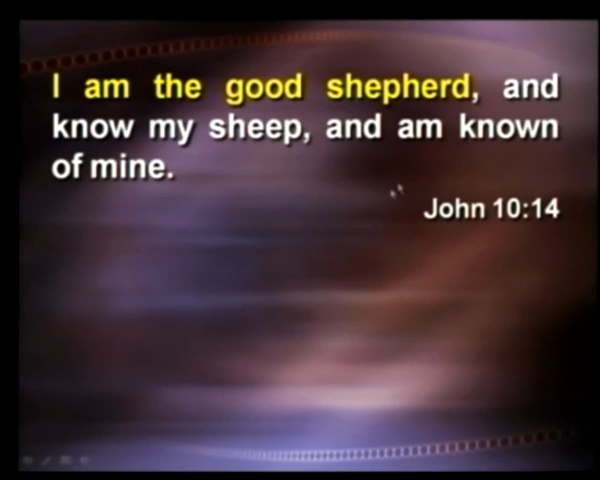 I am the good shepherd, and
know my sheep, and am known
of mine.
John 10:14